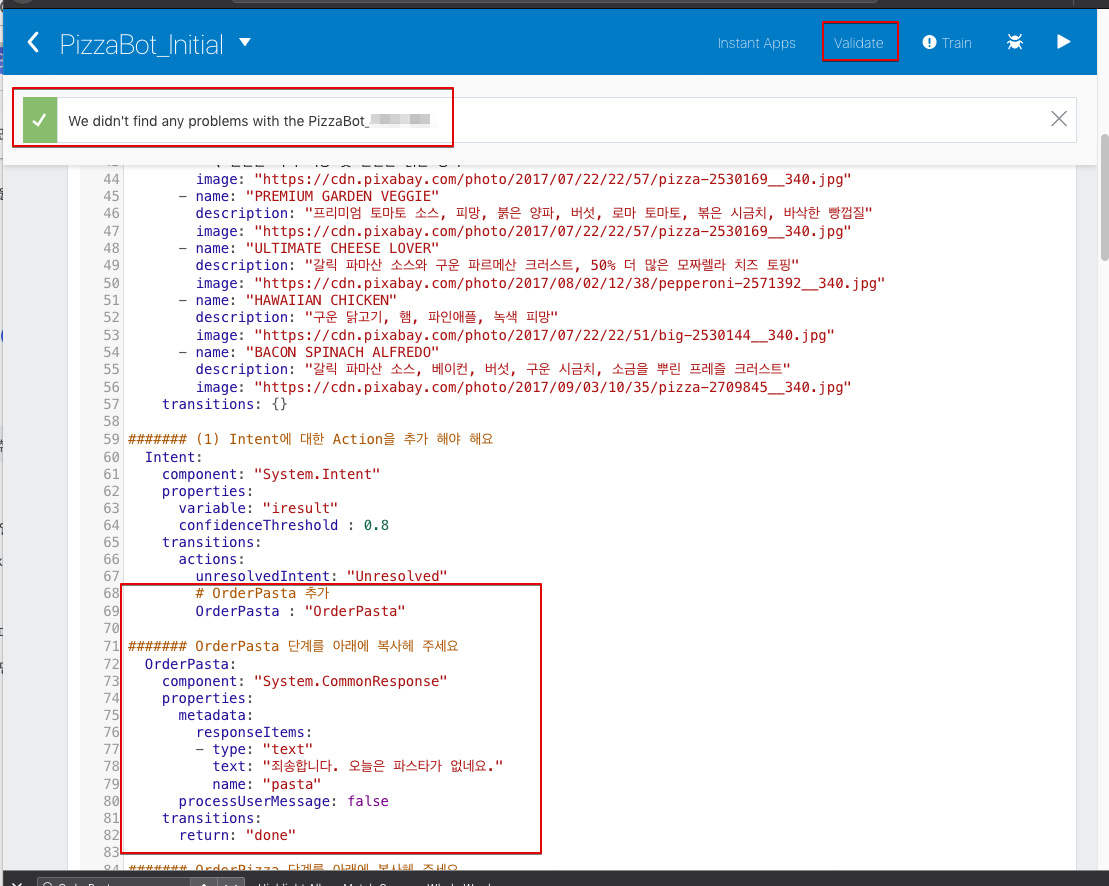 PizzaBot_Initial
Instant Apps
Validate
Train
We didn't find any problems with the PizzaBot_
44 image: "https://cdn.pixabay.com/photo/2017/07/22/22/57/pizza-2530169__340.jpg"
45 - name: "PREMIUM GARDEN VEGGIE"
46 description: "프리미엄 토마토 소스, 피망, 붉은 양파, 버섯, 로마 토마토, 볶은 시금치, 바삭한 빵껍질"
47 image: "https://cdn.pixabay.com/photo/2017/07/22/22/57/pizza-2530169__340.jpg"
48 - name: "ULTIMATE CHEESE LOVER"
49 description: "갈릭 파마산 소스와 구운 파르메산 크러스트, 50% 더 많은 모짜렐라 치즈 토핑"
50 image: "https://cdn.pixabay.com/photo/2017/08/02/12/38/pepperoni-2571392__340.jpg"
51 - name: "HAWAIIAN CHICKEN"
52 description: "구운 닭고기, 햄, 파인애플, 녹색 피망"
53 image: "https://cdn.pixabay.com/photo/2017/07/22/22/51/big-2530144__340.jpg"
54 - name: "BACON SPINACH ALFREDO"
55 description: "갈릭 파마산 소스, 베이컨, 버섯, 구운 시금치, 소금을 뿌린 프레즐 크러스트"
56 image: "https://cdn.pixabay.com/photo/2017/09/03/10/35/pizza-2709845__340.jpg"
57 transitions: {}
58
59 ####### (1) Intent에 대한 Action을 추가 해야 해요
60 Intent:
61 component: "System.Intent"
62 properties:
63 variable: "iresult"
64 confidenceThreshold : 0.8
65 transitions:
66 actions:
67 unresolvedIntent: "Unresolved"
68 # OrderPasta 추가
69 OrderPasta : "OrderPasta"
70
71 ####### OrderPasta 단계를 아래에 복사헤 주세요
72 OrderPasta:
73 component: "System.CommonResponse"
74 properties:
75 metadata:
76 responseItems:
77 - type: "text"
78 text: "죄송합니다. 오늘은 파스타가 없네요."
79 name: "pasta"
80 processUserMessage: false
81 transitions:
82 return: "done"
83
84 ####### OrderPizza 단계를 아래에 복사헤 주세요